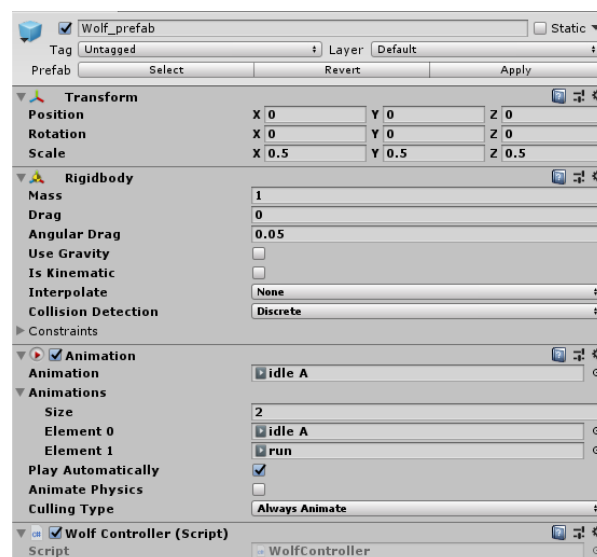 Wolf_prefab Static
Tag Untagged Layer Default
Prefab Select Revert Apply
Transform
Position X 0 Y 0 Z 0
Rotation X 0 Y 0 Z 0
Scale X 0.5 Y 0.5 Z 0.5
Rigidbody
Mass 1
Drag 0
Angular Drag 0.05
Use Gravity
Is Kinematic
Interpolate None
Collision Detection Discrete
Constraints
Animation
Animation idle A
Animations
Size 2
Element 0 idle A
Element 1 run
Play Automatically
Animate Physics
Culling Type Always Animate
c# Wolf Controller (Script)
Script WolfController